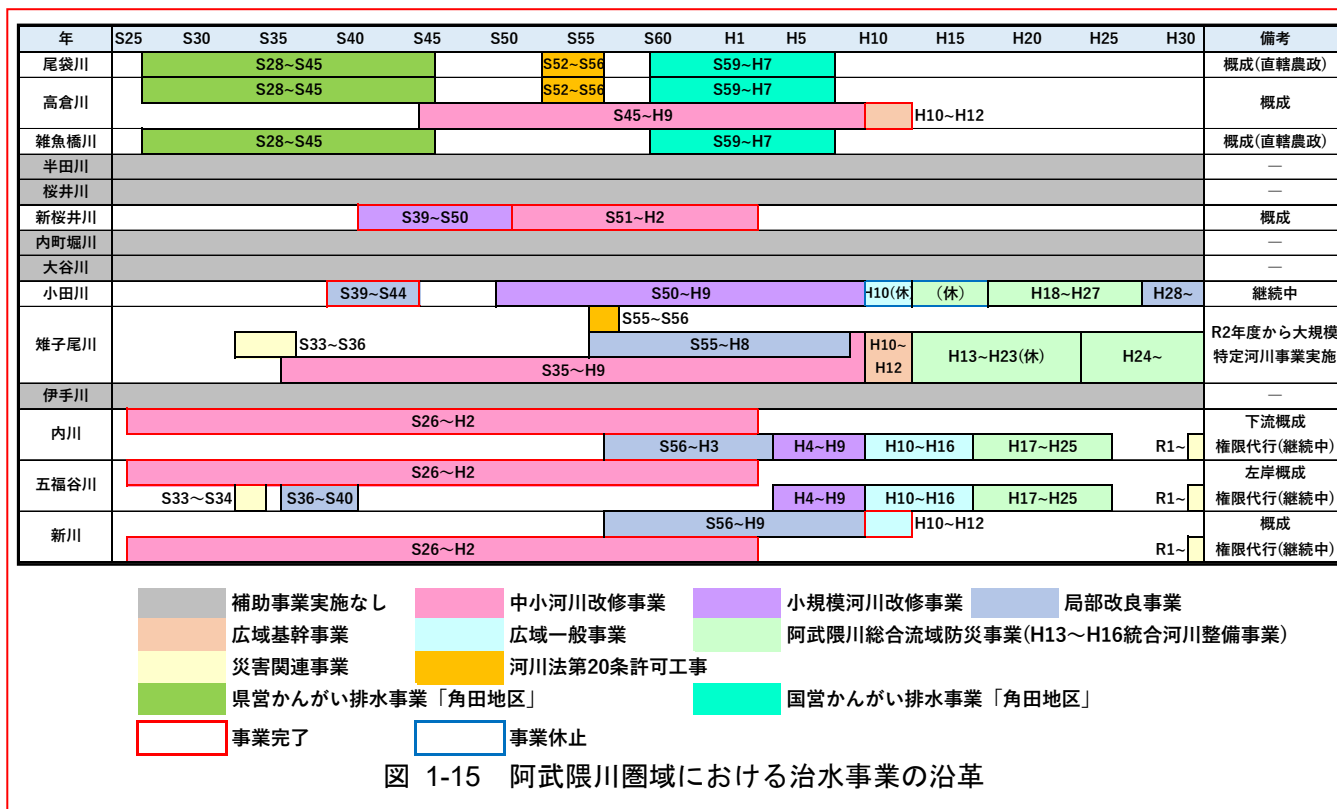 年 S25 S30 S35 S40 S45 S50 S55 S60 H1 H5 H10 H15 H20 H25 H30 備考
尾袋川 S28~S45 S52~S56 S59~H7 概成(直轄農政)
高倉川 S28~S45 S52~S56 S59~H7 概成
S45~H9 H10~H12
雑魚橋川 S28~S45 S59~H7 概成(直轄農政)
半田川 ―
桜井川 ―
新桜井川 S39~S50 S51~H2 概成
内町堀川 ―
大谷川 ―
小田川 S39~S44 S50~H9 H10(休 (休) H18~H27 H28~ 継続中
雉子尾川 S55~S56 R2年度から大規模
S33~S36 S55~H8 H10~ H13~H23(休) H24~ 特定河川事業実施
S35～H9 H12
伊手川 ―
内川 S26～H2 下流概成
S56~H3 H4~H9 H10~H16 H17~H25 R1~ 権限代行(継続中)
五福谷川 S26~H2 左岸概成
S33～S34 S36~S40 H4~H9 H10~H16 H17~H25 R1~ 権限代行(継続中)
新川 S56~H9 H10~H12 概成
S26~H2 R1~ 権限代行(継続中)
補助事業実施なし 中小河川改修事業 小規模河川改修事業 局部改良事業
広域基幹事業 広域一般事業 阿武隈川総合流域防災事業(H13～H16統合河川整備事業)
災害関連事業 河川法第20条許可工事
県営かんがい排水事業「角田地区」 国営かんがい排水事業「角田地区」
事業完了 事業休止
図 1-15 阿武隈川圏域における治水事業の沿革